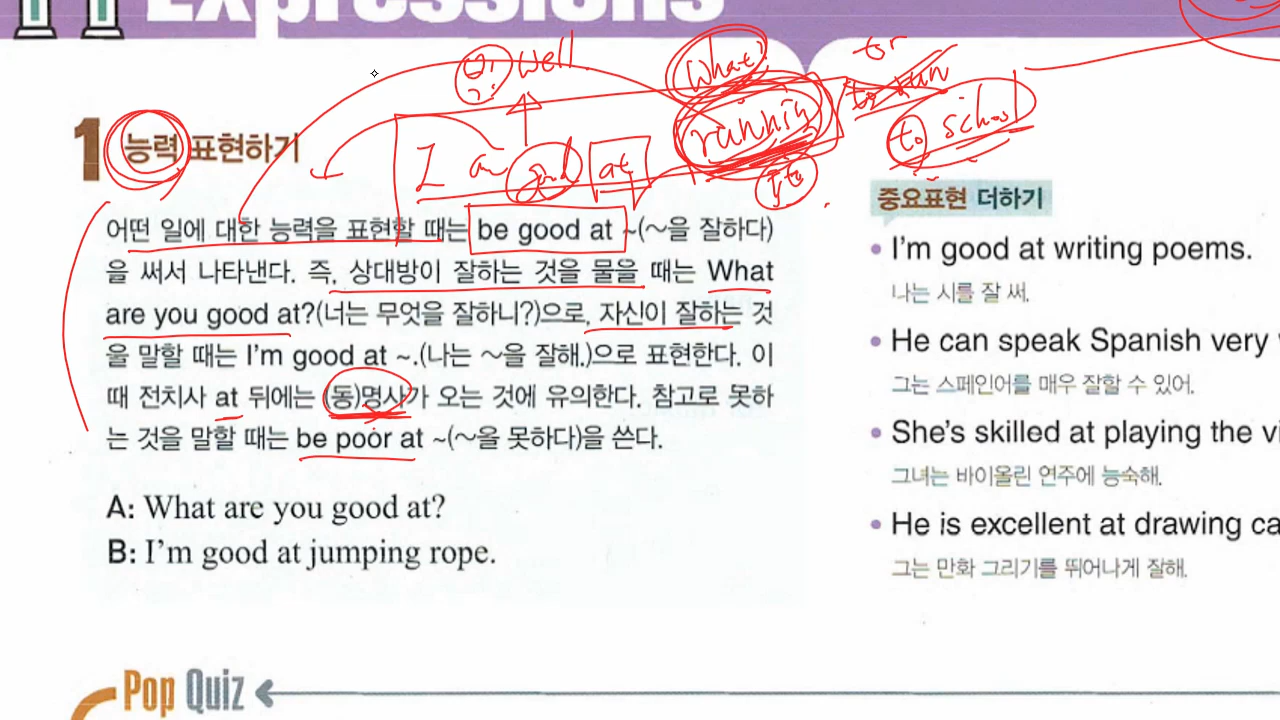 Expressions
Q! well
What?
to run
I am good at running
to school
1 능력 표현하기
어떤 일에 대한 능력을 표현할 때는 be good at ~(~을 잘하다)
을 써서 나타낸다. 즉, 상대방이 잘하는 것을 물을 때는 What
are you good at?(너는 무엇을 잘하니?)으로, 자신이 잘하는 것
을 말할 때는 I'm good at ~.(나는 ~을 잘해.)으로 표현한다. 이
때 전치사 at 뒤에는 (동)명사가 오는 것에 유의한다. 참고로 못하
는 것을 말할 때는 be poor at ~(~을 못하다)을 쓴다.
A: What are you good at?
B: I'm good at jumping rope.
중요표현 더하기
• I'm good at writing poems.
나는 시를 잘 써.
• He can speak Spanish very
그는 스페인어를 매우 잘할 수 있어.
• She's skilled at playing the vi
그녀는 바이올린 연주에 능숙해.
• He is excellent at drawing ca
그는 만화 그리기를 뛰어나게 잘해.
Pop Quiz